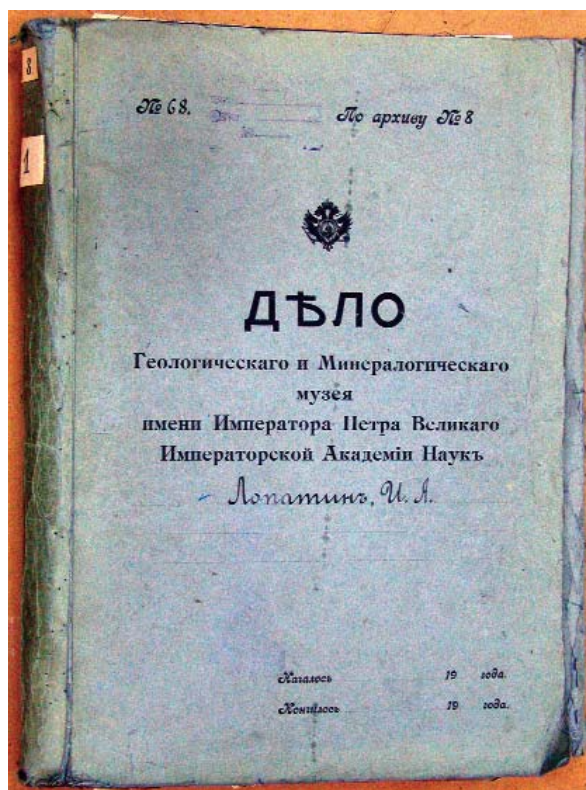 3
1
№ 68.
По архиву № 8
ДѢЛО
Геологическаго и Минералогическаго
музея
имени Императора Петра Великаго
Императорской Академіи Наукъ
Лопатинъ, И. А.
Началось 19 года.
Кончилось 19 года.